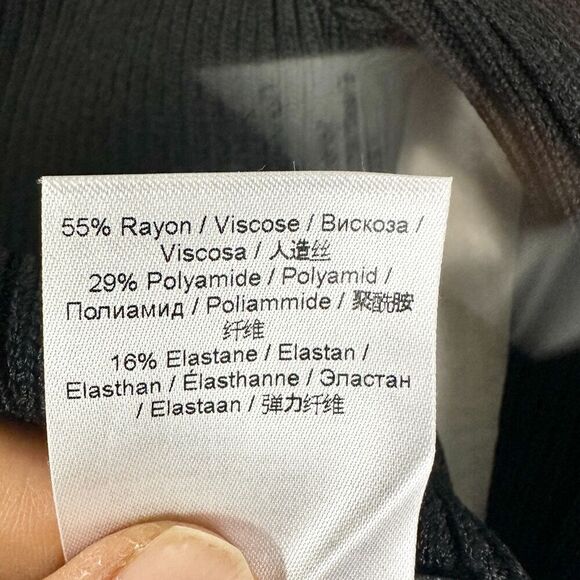 55% Rayon / Viscose / Вискоза /
Viscosa / 人造丝
29% Polyamide / Polyamid /
Полиамид / Poliammide / 聚酰胺
纤维
16% Elastane / Elastan /
Elasthan / Élasthanne / Эластан
/ Elastaan / 弹力纤维